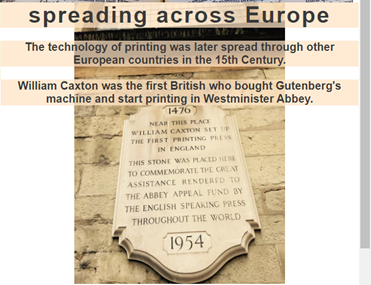 spreading across Europe
The technology of printing was later spread through other
European countries in the 15th Century.
William Caxton was the first British who bought Gutenberg's
machine and start printing in Westminister Abbey.
1476
NEAR THIS PLACE
WILLIAM CAXTON SET UP
THE FIRST PRINTING PRESS
IN ENGLAND
THIS STONE WAS PLACED HERE
TO COMMEMORATE THE GREAT
ASSISTANCE RENDERED TO
THE ABBEY APPEAL FUND BY
THE ENGLISH SPEAKING PRESS
THROUGHOUT THE WORLD
1954